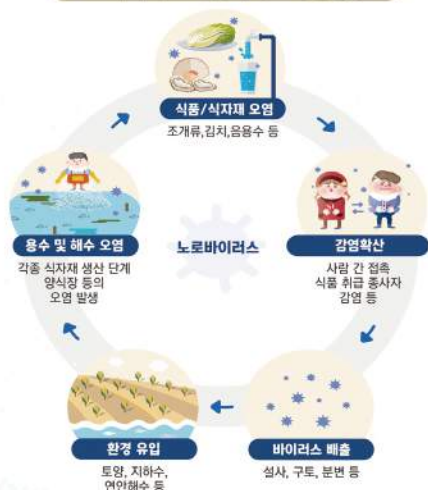 식품/식자재 오염
조개류,김치,음용수 등
용수 및 해수 오염
각종 식자재 생산 단계
양식장 등의
오염 발생
노로바이러스
감염확산
사람 간 접촉
식품 취급 종사자
감염 등
환경 유입
토양, 지하수,
연안해수 등
바이러스 배출
설사, 구토, 분변 등